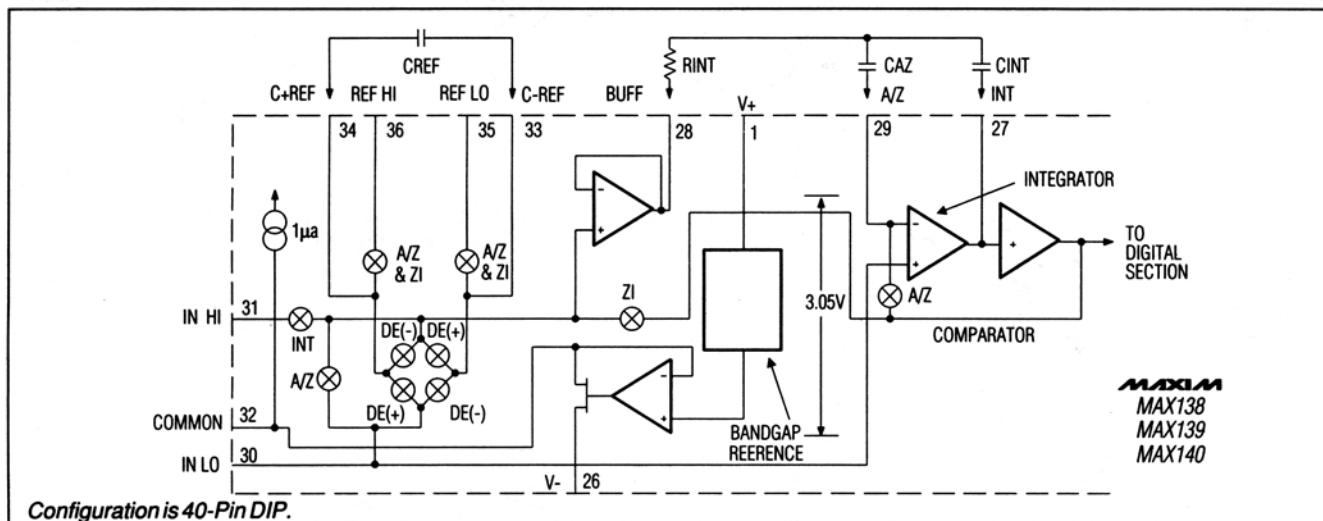 CREF
RINT
CAZ
CINT
C+REF
REF HI
REF LO
C-REF
BUFF
V+
A/Z
INT
34
36
35
33
28
1
29
27
INTEGRATOR
1µa
A/Z
& ZI
A/Z
& ZI
-
+
-
+
+
TO
DIGITAL
SECTION
3.05V
ZI
A/Z
IN HI
31
INT
DE(-)
DE(+)
COMPARATOR
A/Z
DE(+)
DE(-)
-
+
COMMON
32
BANDGAP
REERENCE
IN LO
30
V-
26
MAXIM
MAX138
MAX139
MAX140
Configuration is 40-Pin DIP.